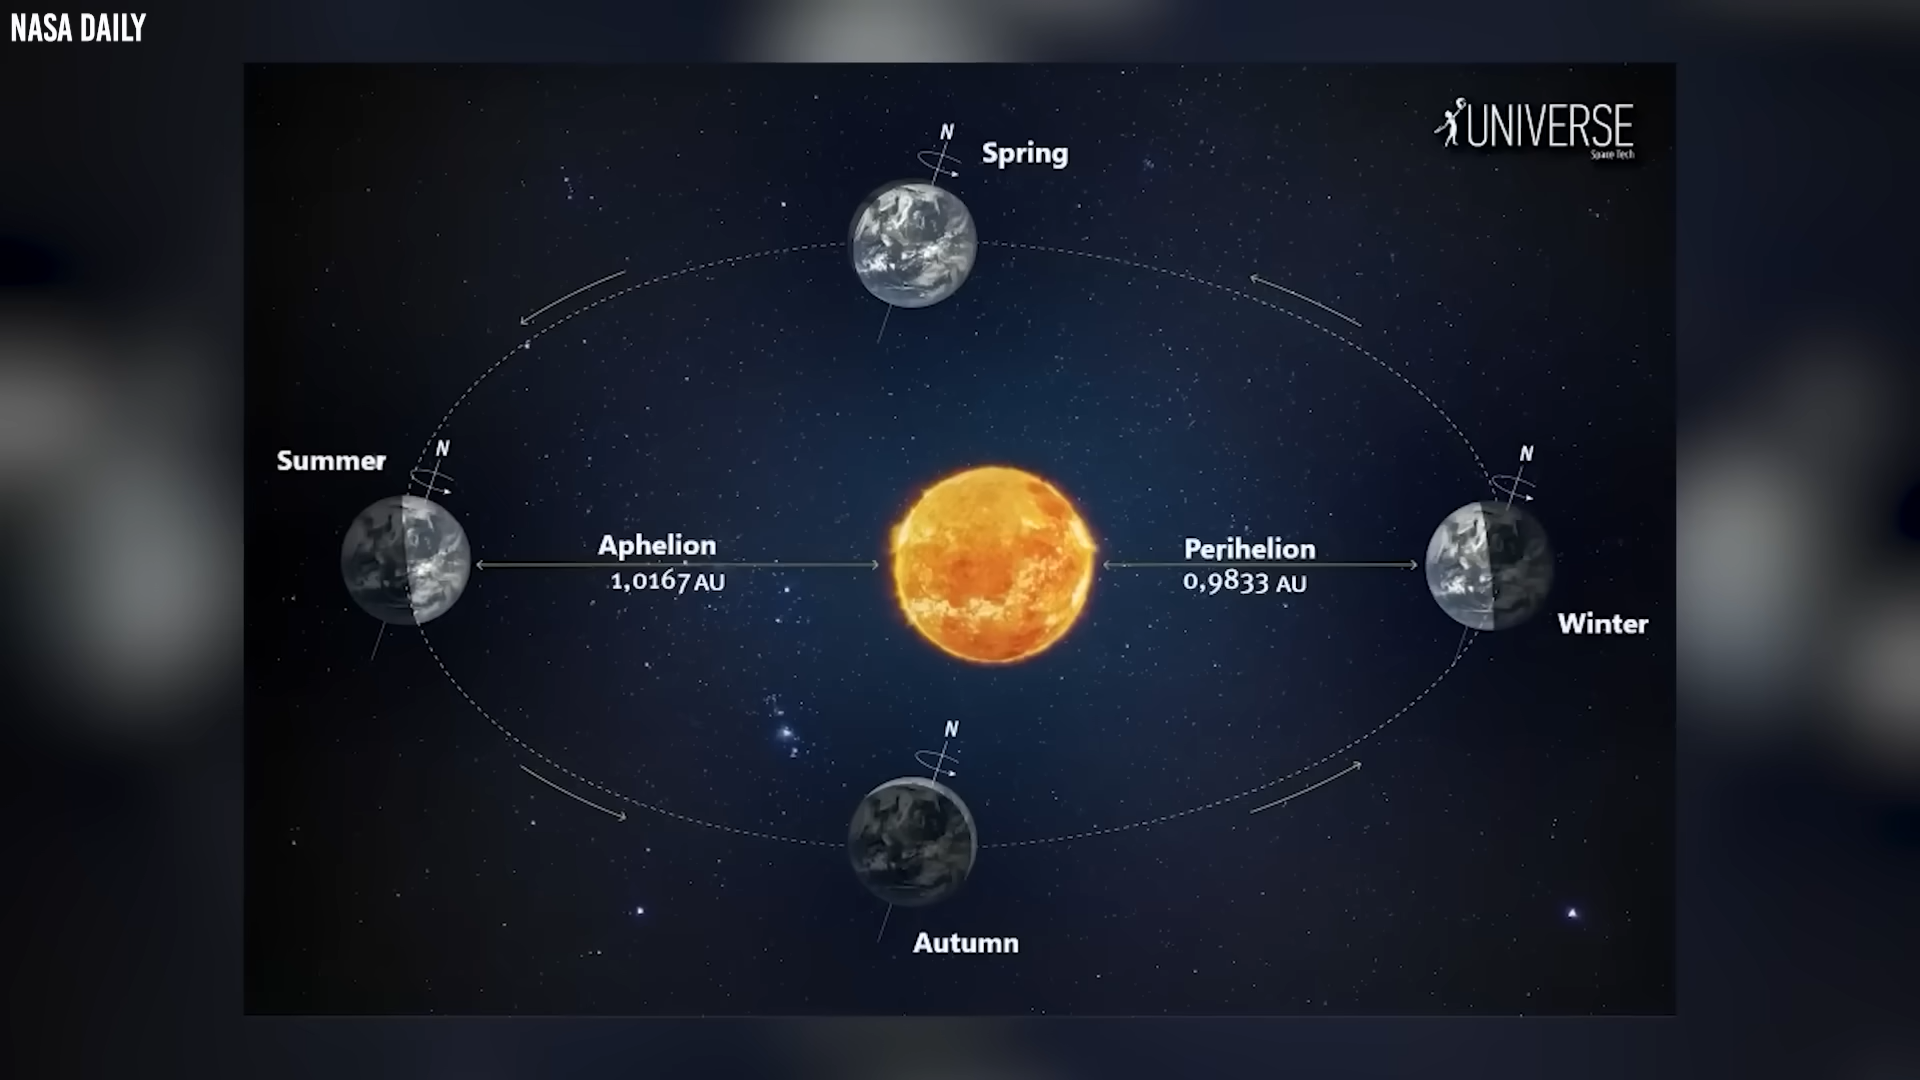 NASA DAILY
UNIVERSE
Space Tech
N
Spring
N
Summer
N
Aphelion
1,0167 AU
Perihelion
0,9833 AU
Winter
N
Autumn